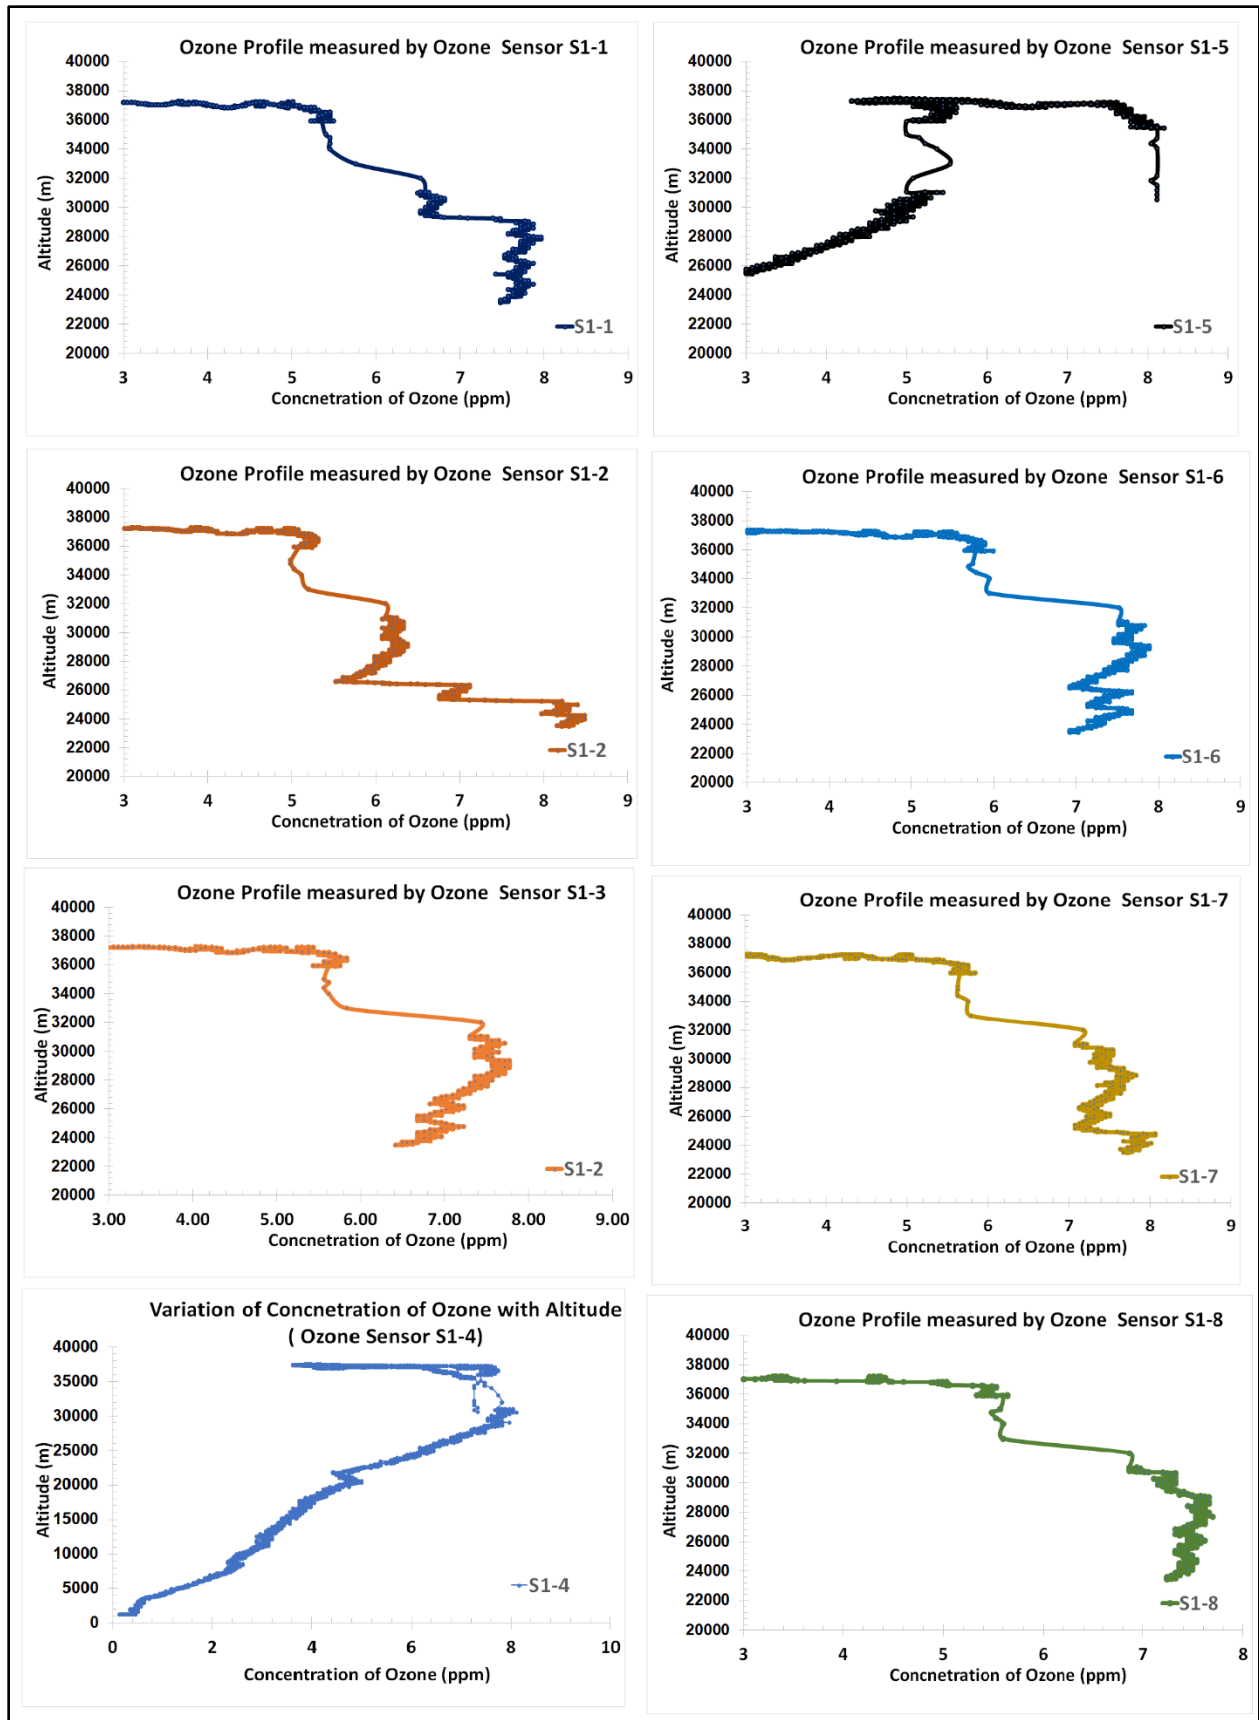 Ozone Profile measured by Ozone Sensor S1-1
40000
38000
36000
34000
32000
30000
28000
26000
24000
22000
20000
Altitude (m)
3 4 5 6 7 8 9
Concnetration of Ozone (ppm)
S1-1
Ozone Profile measured by Ozone Sensor S1-5
40000
38000
36000
34000
32000
30000
28000
26000
24000
22000
20000
Altitude (m)
3 4 5 6 7 8 9
Concnetration of Ozone (ppm)
S1-5
Ozone Profile measured by Ozone Sensor S1-2
40000
38000
36000
34000
32000
30000
28000
26000
24000
22000
20000
Altitude (m)
3 4 5 6 7 8 9
Concnetration of Ozone (ppm)
S1-2
Ozone Profile measured by Ozone Sensor S1-6
40000
38000
36000
34000
32000
30000
28000
26000
24000
22000
20000
Altitude (m)
3 4 5 6 7 8 9
Concnetration of Ozone (ppm)
S1-6
Ozone Profile measured by Ozone Sensor S1-3
40000
38000
36000
34000
32000
30000
28000
26000
24000
22000
20000
Altitude (m)
3.00 4.00 5.00 6.00 7.00 8.00 9.00
Concnetration of Ozone (ppm)
S1-2
Ozone Profile measured by Ozone Sensor S1-7
40000
38000
36000
34000
32000
30000
28000
26000
24000
22000
20000
Altitude (m)
3 4 5 6 7 8 9
Concnetration of Ozone (ppm)
S1-7
Variation of Concnetration of Ozone with Altitude
( Ozone Sensor S1-4)
40000
35000
30000
25000
20000
15000
10000
5000
0
Altitude (m)
0 2 4 6 8 10
Concentration of Ozone (ppm)
S1-4
Ozone Profile measured by Ozone Sensor S1-8
40000
38000
36000
34000
32000
30000
28000
26000
24000
22000
20000
Altitude (m)
3 4 5 6 7 8
Concnetration of Ozone (ppm)
S1-8